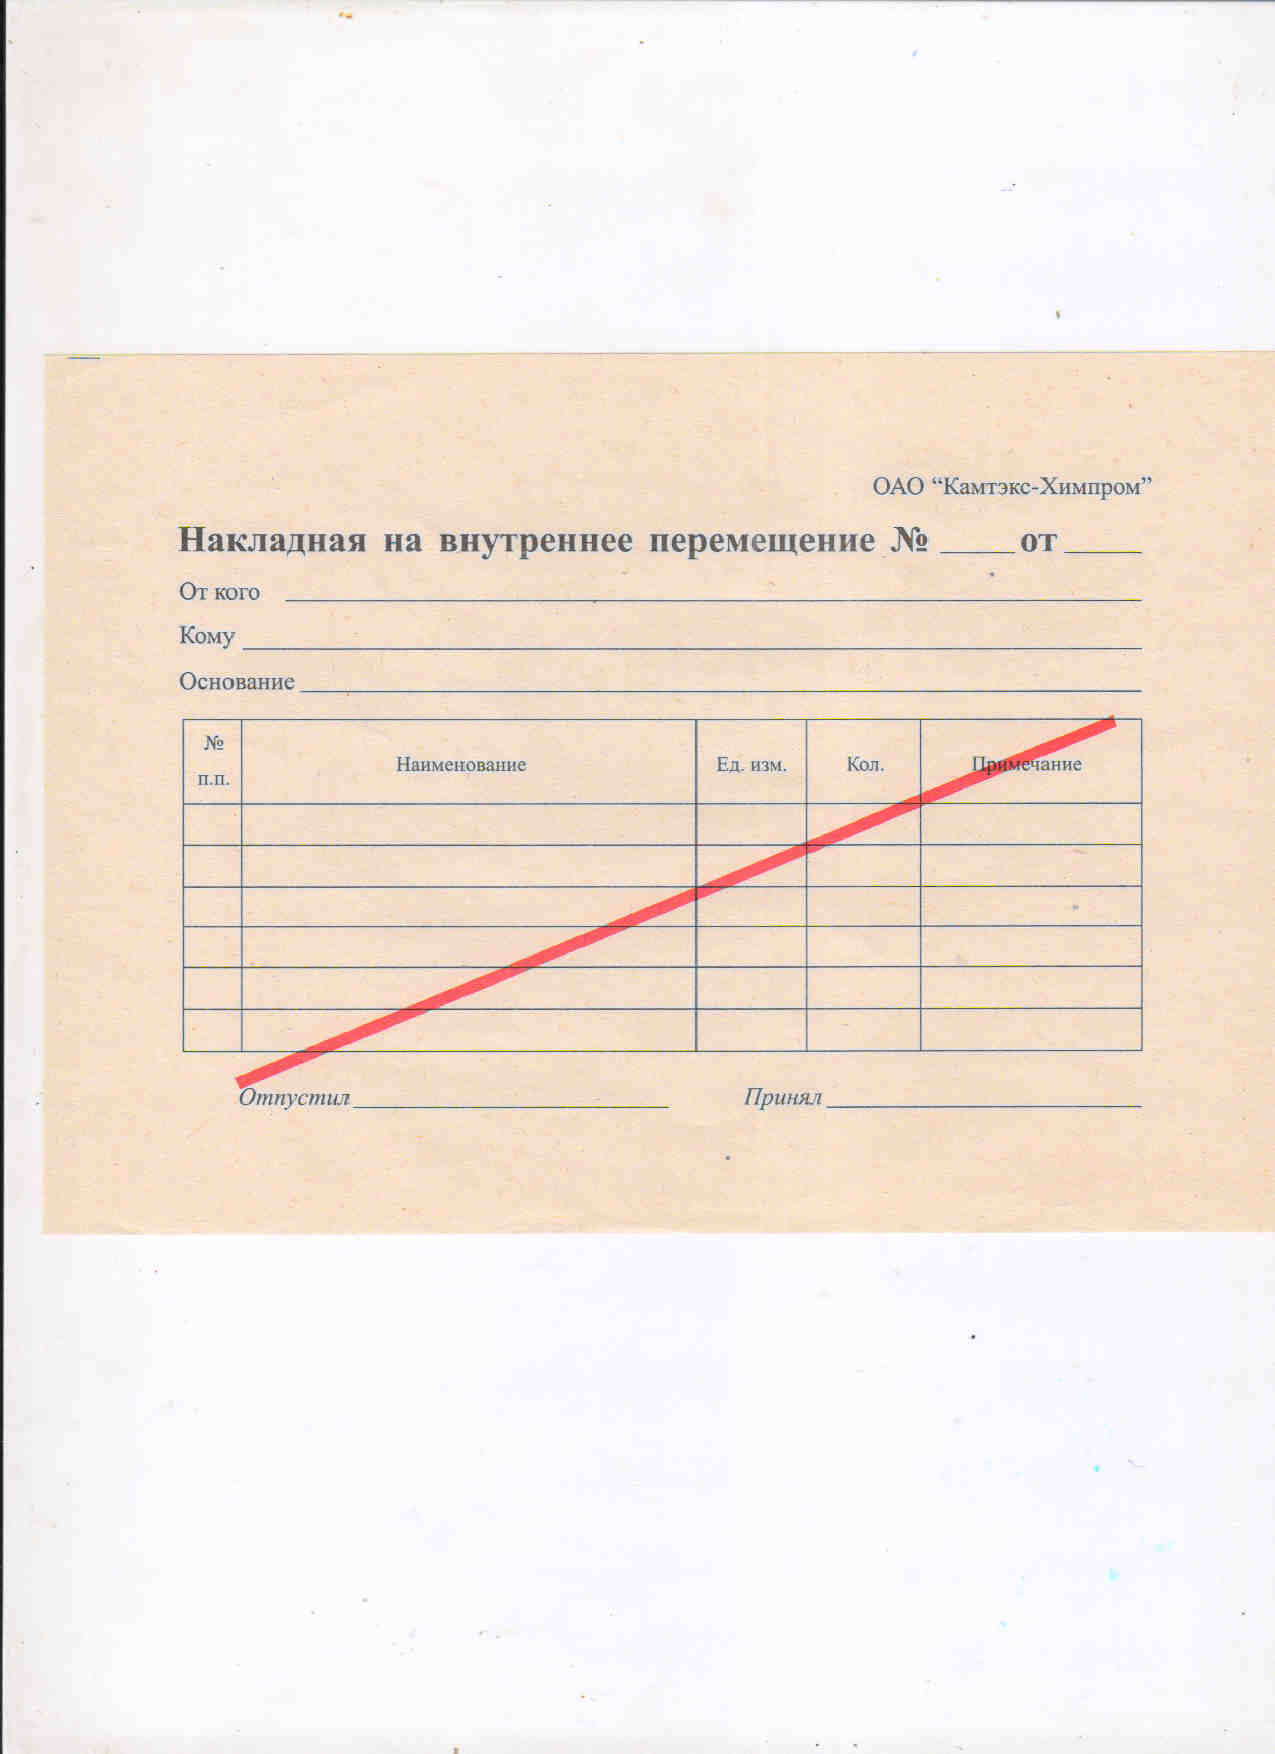 ОАО “Камтэкс-Химпром”
Накладная на внутреннее перемещение № ____ от ____
От кого
Кому
Основание
№ п.п. Наименование Ед. изм. Кол. Примечание
Отпустил Принял